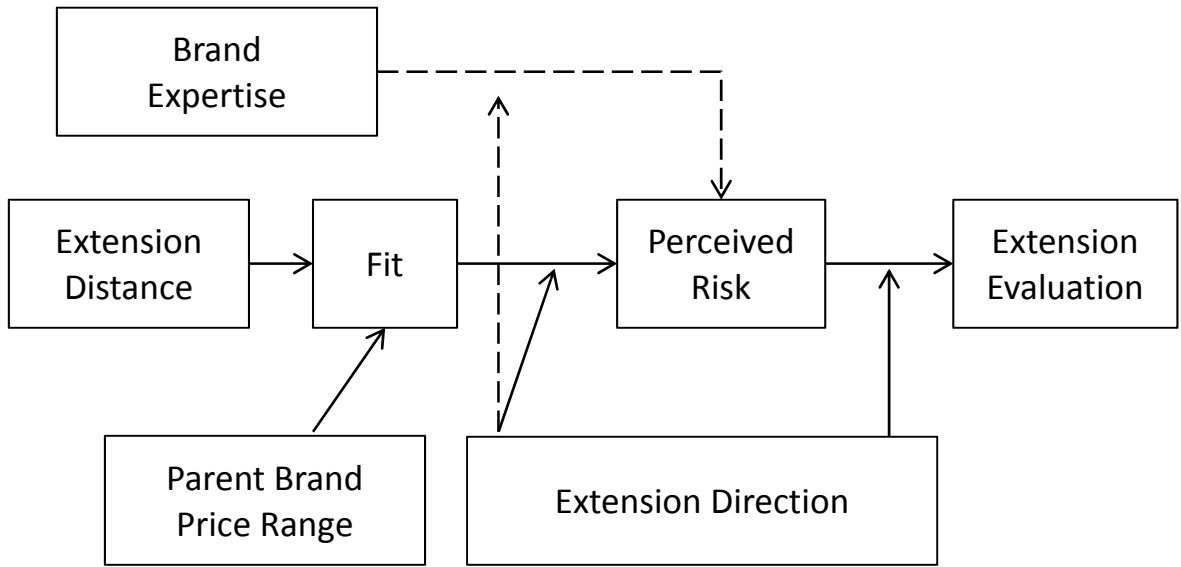 Brand
Expertise
Extension
Distance
Fit
Perceived
Risk
Extension
Evaluation
Parent Brand
Price Range
Extension Direction